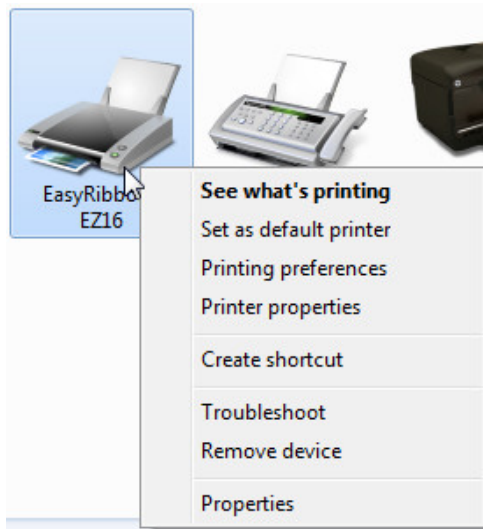 EasyRibbo
EZ16
See what's printing
Set as default printer
Printing preferences
Printer properties
Create shortcut
Troubleshoot
Remove device
Properties